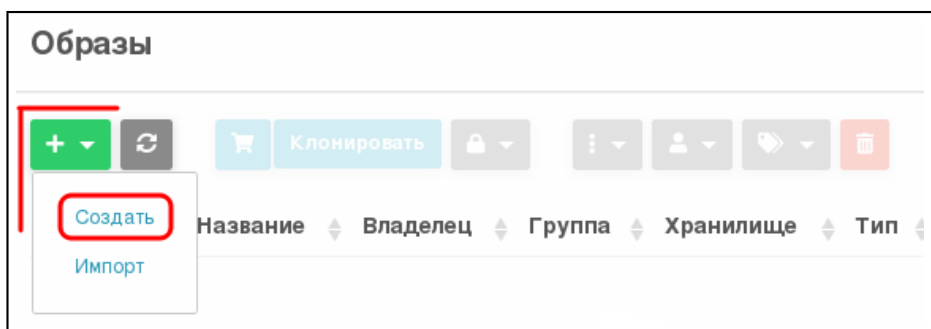 Образы
Клонировать
Создать
Название Владелец Группа Хранилище Тип
Импорт